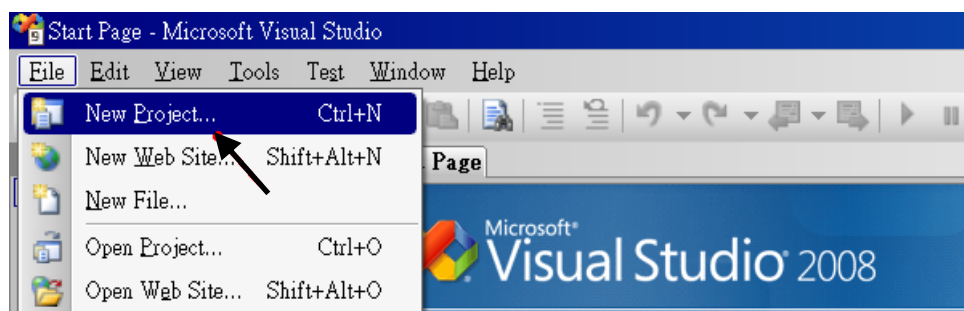 Start Page - Microsoft Visual Studio
File Edit View Tools Test Window Help
New Project... Ctrl+N
New Web Site... Shift+Alt+N
Page
New File...
Microsoft®
Visual Studio® 2008
Open Project... Ctrl+O
Open Web Site... Shift+Alt+O